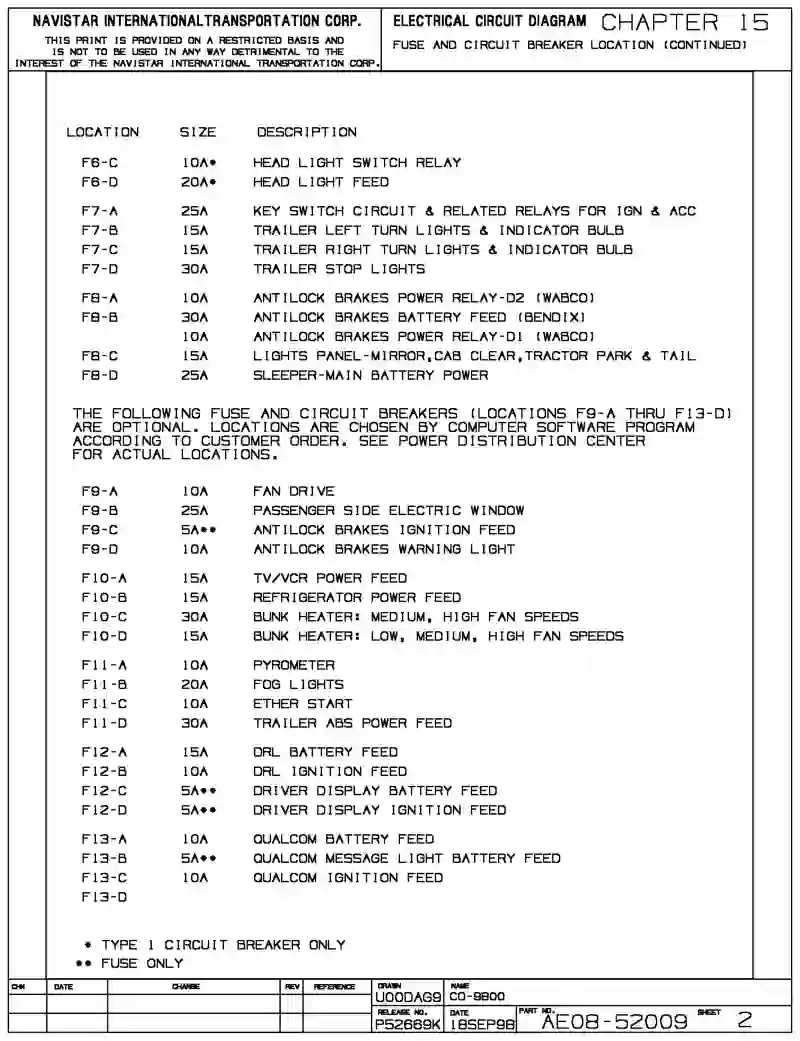 NAVISTAR INTERNATIONALTRANSPORTATION CORP.
THIS PRINT IS PROVIDED ON A RESTRICTED BASIS AND
IS NOT TO BE USED IN ANY WAY DETRIMENTAL TO THE
INTEREST OF THE NAVISTAR INTERNATIONAL TRANSPORTATION CORP.
ELECTRICAL CIRCUIT DIAGRAM CHAPTER 15
FUSE AND CIRCUIT BREAKER LOCATION (CONTINUED)
LOCATION SIZE DESCRIPTION
F6-C 10A* HEAD LIGHT SWITCH RELAY
F6-D 20A* HEAD LIGHT FEED
F7-A 25A KEY SWITCH CIRCUIT & RELATED RELAYS FOR IGN & ACC
F7-B 15A TRAILER LEFT TURN LIGHTS & INDICATOR BULB
F7-C 15A TRAILER RIGHT TURN LIGHTS & INDICATOR BULB
F7-D 30A TRAILER STOP LIGHTS
F8-A 10A ANTILOCK BRAKES POWER RELAY-D2 (WABCO)
F8-B 30A ANTILOCK BRAKES BATTERY FEED (BENDIX)
10A ANTILOCK BRAKES POWER RELAY-D1 (WABCO)
F8-C 15A LIGHTS PANEL-MIRROR,CAB CLEAR,TRACTOR PARK & TAIL
F8-D 25A SLEEPER-MAIN BATTERY POWER
THE FOLLOWING FUSE AND CIRCUIT BREAKERS (LOCATIONS F9-A THRU F13-D)
ARE OPTIONAL. LOCATIONS ARE CHOSEN BY COMPUTER SOFTWARE PROGRAM
ACCORDING TO CUSTOMER ORDER. SEE POWER DISTRIBUTION CENTER
FOR ACTUAL LOCATIONS.
F9-A 10A FAN DRIVE
F9-B 25A PASSENGER SIDE ELECTRIC WINDOW
F9-C 5A** ANTILOCK BRAKES IGNITION FEED
F9-D 10A ANTILOCK BRAKES WARNING LIGHT
F10-A 15A TV/VCR POWER FEED
F10-B 15A REFRIGERATOR POWER FEED
F10-C 30A BUNK HEATER: MEDIUM, HIGH FAN SPEEDS
F10-D 15A BUNK HEATER: LOW, MEDIUM, HIGH FAN SPEEDS
F11-A 10A PYROMETER
F11-B 20A FOG LIGHTS
F11-C 10A ETHER START
F11-D 30A TRAILER ABS POWER FEED
F12-A 15A DRL BATTERY FEED
F12-B 10A DRL IGNITION FEED
F12-C 5A** DRIVER DISPLAY BATTERY FEED
F12-D 5A** DRIVER DISPLAY IGNITION FEED
F13-A 10A QUALCOM BATTERY FEED
F13-B 5A** QUALCOM MESSAGE LIGHT BATTERY FEED
F13-C 10A QUALCOM IGNITION FEED
F13-D
* TYPE 1 CIRCUIT BREAKER ONLY
** FUSE ONLY
CHK DATE CHANGE REV REFERENCE DRAWN NAME
U00DAG9 CO-9800
RELEASE NO. DATE PART NO. SHEET
P52669K 18SEP98 AE08-52009 2